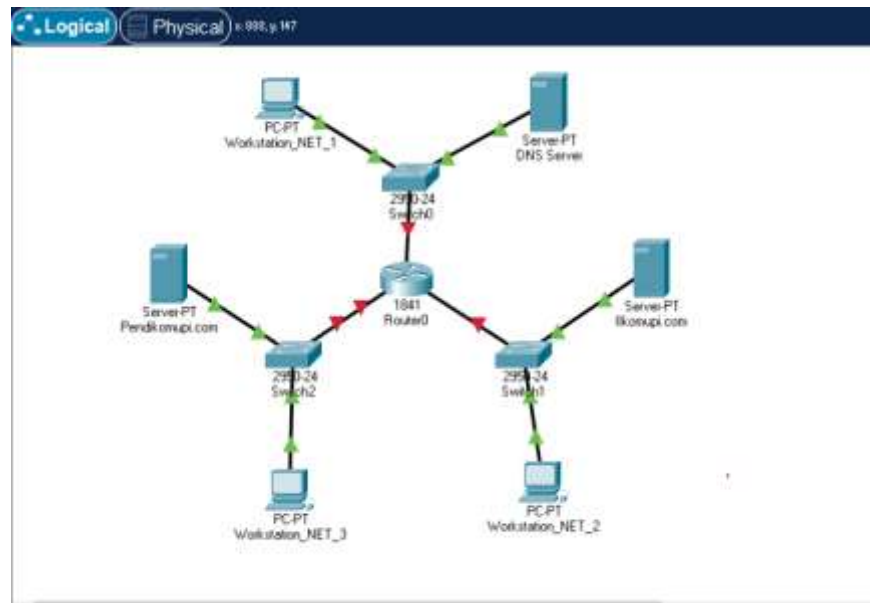 Logical Physical
PC-PT
Workstation_NET_1
Server-PT
DNS Server
2950-24
Switch0
Server-PT
Pendikomupi.com
1841
Router0
Server-PT
Ilkomupi.com
2950-24
Switch2
2950-24
Switch1
PC-PT
Workstation_NET_3
PC-PT
Workstation_NET_2